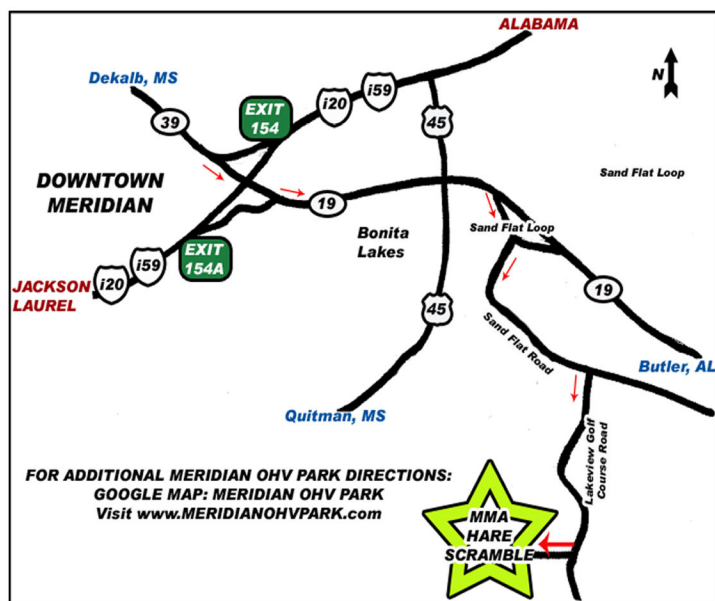 ALABAMA
Dekalb, MS
N
39
EXIT
154
i20
i59
45
DOWNTOWN
MERIDIAN
Sand Flat Loop
19
Bonita
Lakes
Sand Flat Loop
EXIT
154A
i59
i20
JACKSON
LAUREL
45
19
Sand Flat Road
Butler, AL
Quitman, MS
Lakeview Golf
Course Road
FOR ADDITIONAL MERIDIAN OHV PARK DIRECTIONS:
GOOGLE MAP: MERIDIAN OHV PARK
Visit www.MERIDIANOHVPARK.com
MMA
HARE
SCRAMBLE